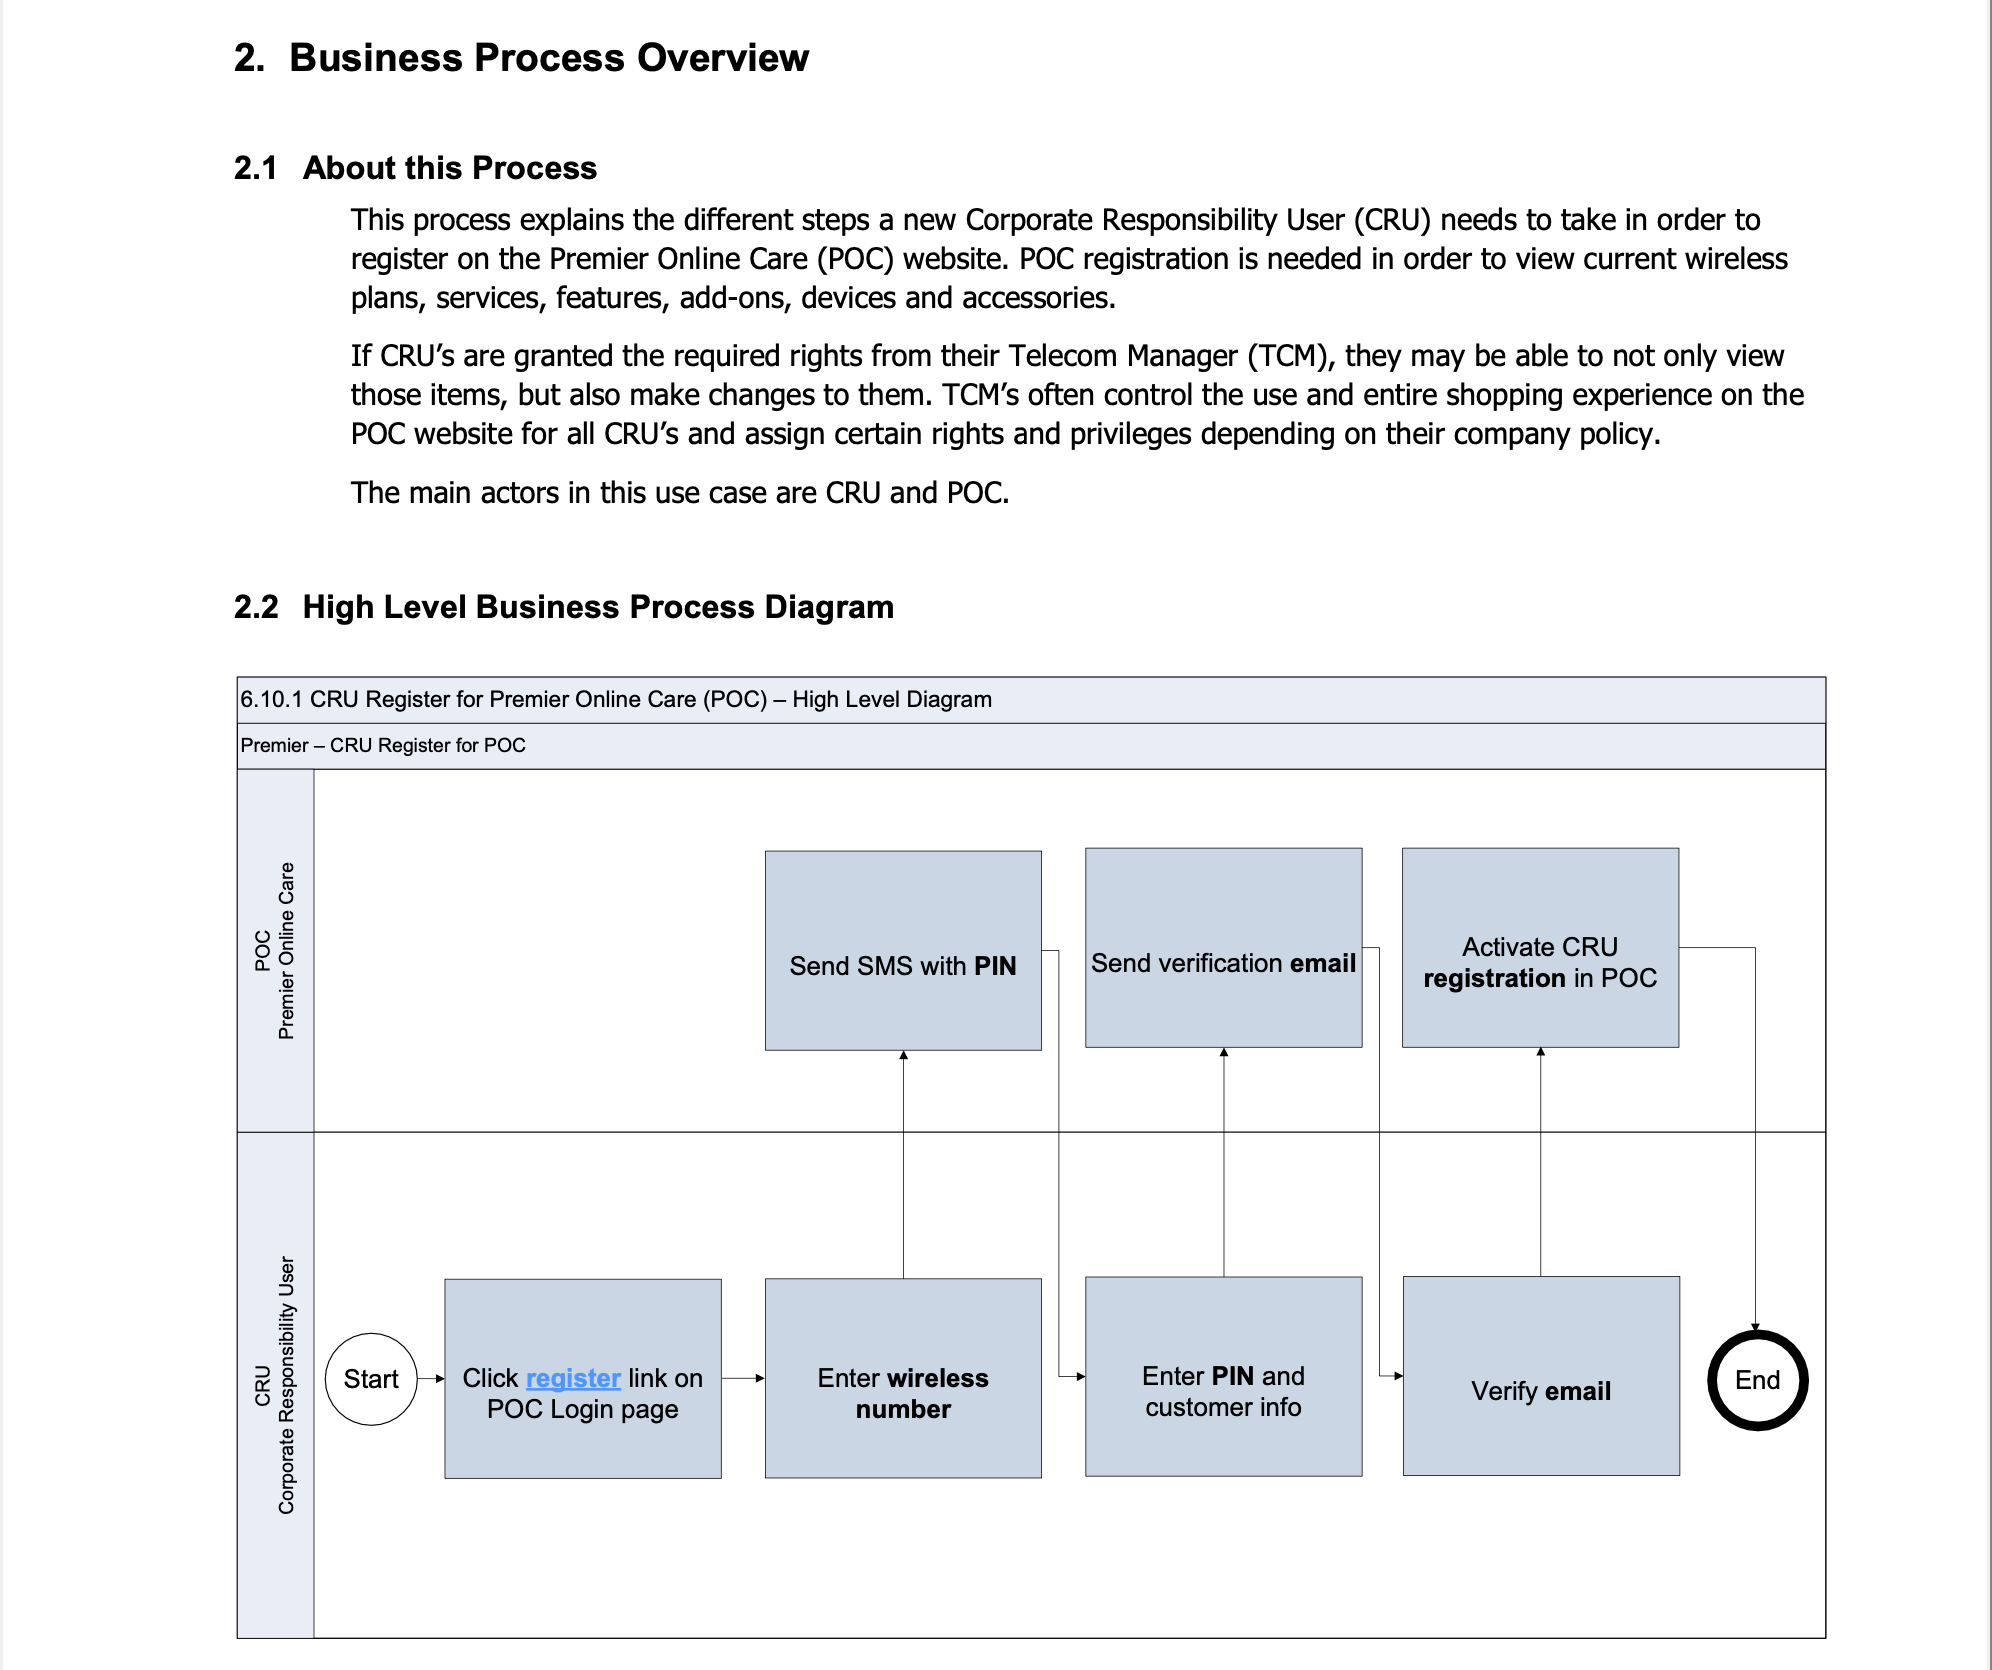 2. Business Process Overview
2.1 About this Process
This process explains the different steps a new Corporate Responsibility User (CRU) needs to take in order to
register on the Premier Online Care (POC) website. POC registration is needed in order to view current wireless
plans, services, features, add-ons, devices and accessories.
If CRU’s are granted the required rights from their Telecom Manager (TCM), they may be able to not only view
those items, but also make changes to them. TCM’s often control the use and entire shopping experience on the
POC website for all CRU’s and assign certain rights and privileges depending on their company policy.
The main actors in this use case are CRU and POC.
2.2 High Level Business Process Diagram
6.10.1 CRU Register for Premier Online Care (POC) – High Level Diagram
Premier – CRU Register for POC
POC
Premier Online Care
Send SMS with PIN
Send verification email
Activate CRU
registration in POC
CRU
Corporate Responsibility User
Start
Click register link on
POC Login page
Enter wireless
number
Enter PIN and
customer info
Verify email
End